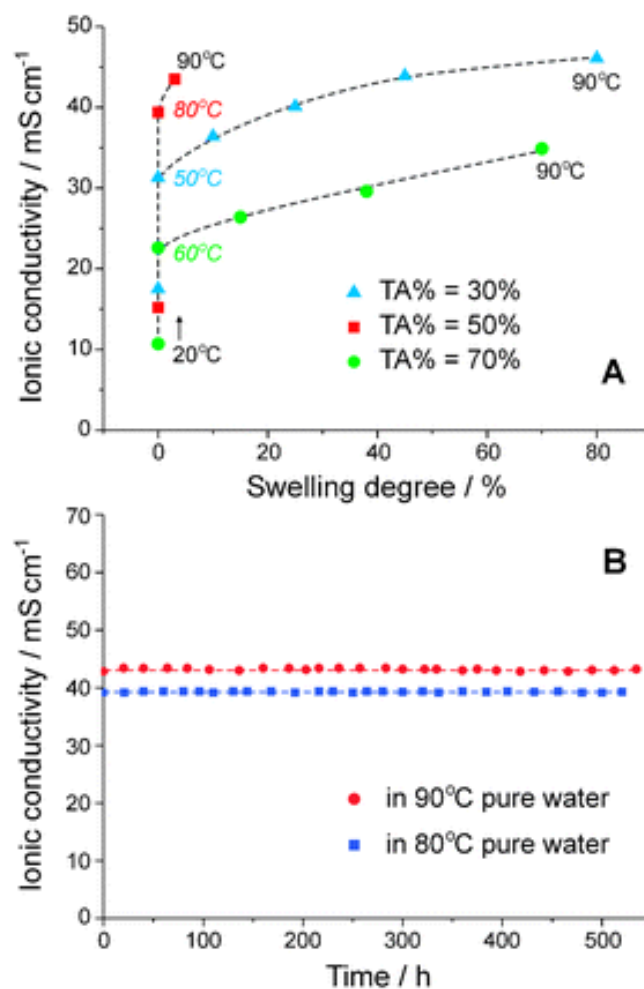 50
40
30
20
10
0
Ionic conductivity / mS cm⁻¹
90°C
80°C
50°C
60°C
20°C
90°C
90°C
TA% = 30%
TA% = 50%
TA% = 70%
A
0 20 40 60 80
Swelling degree / %
70
60
50
40
30
20
10
0
Ionic conductivity / mS cm⁻¹
B
in 90°C pure water
in 80°C pure water
0 100 200 300 400 500
Time / h